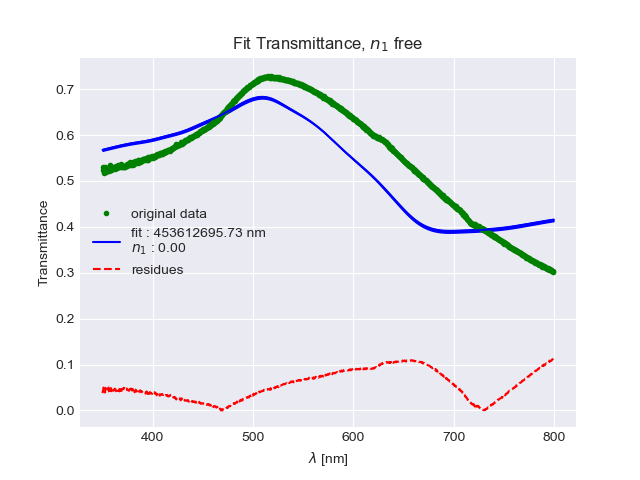 Fit Transmittance, n₁ free
Transmittance
0.7
0.6
0.5
0.4
0.3
0.2
0.1
0.0
original data
fit : 453612695.73 nm
n₁ : 0.00
residues
400
500
600
700
800
λ [nm]